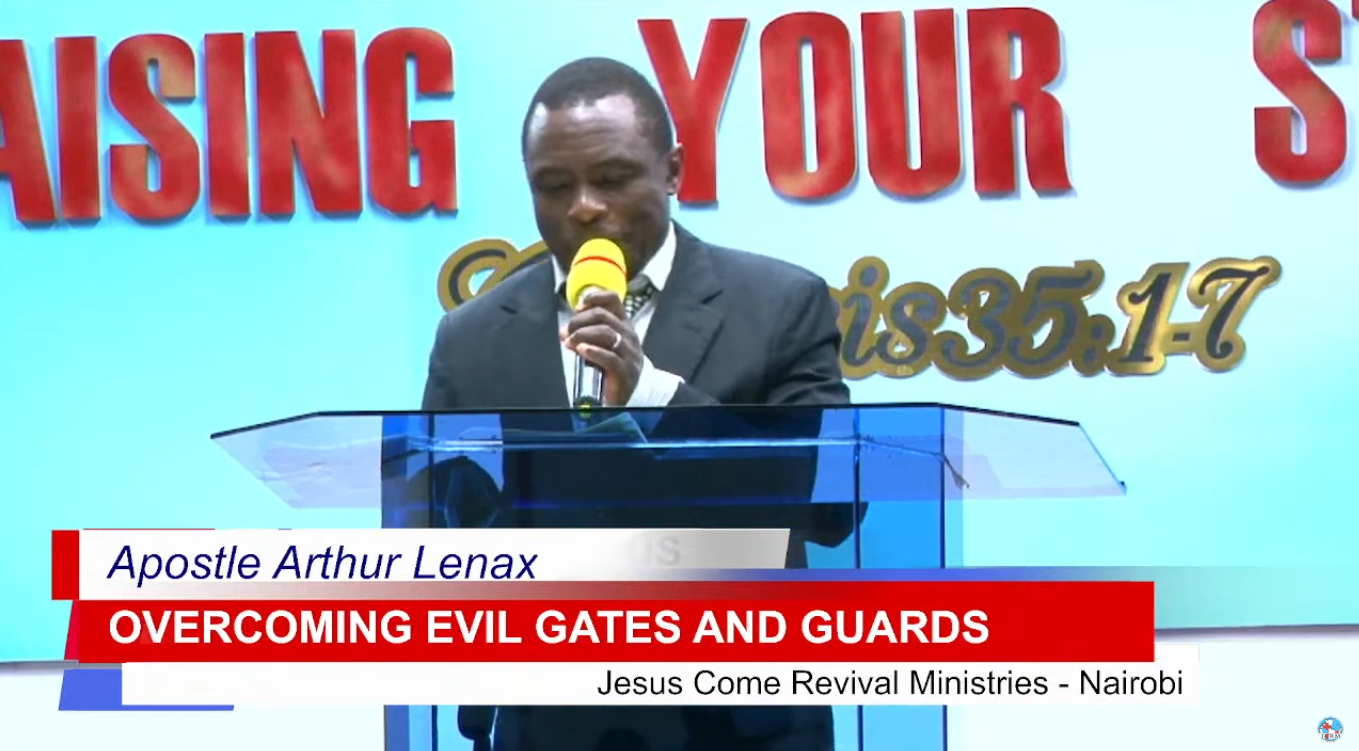 AISING YOUR S
is35:1-7
Apostle Arthur Lenax
OVERCOMING EVIL GATES AND GUARDS
Jesus Come Revival Ministries - Nairobi